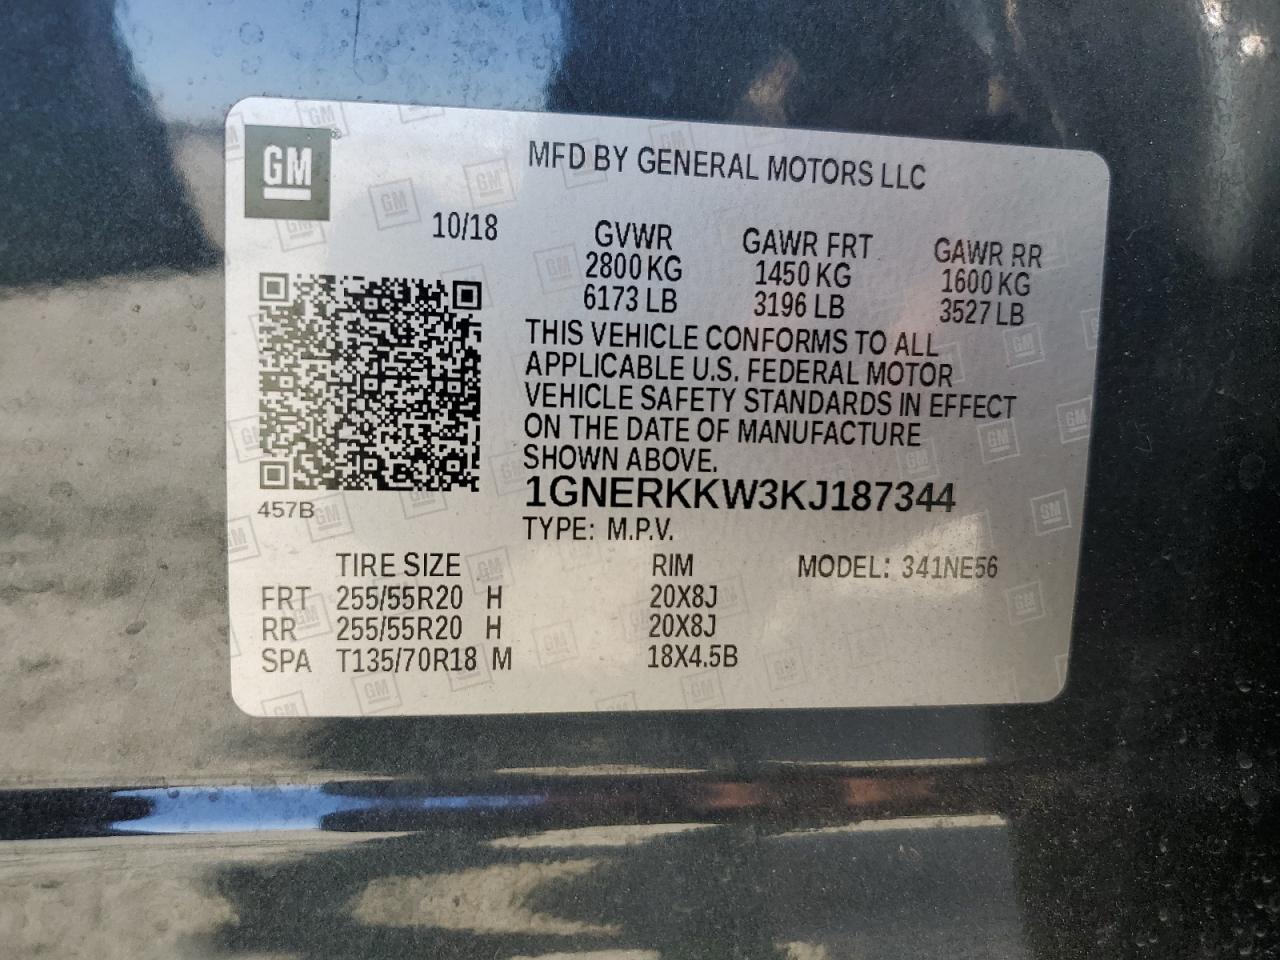 GM
MFD BY GENERAL MOTORS LLC
10/18
GVWR GAWR FRT GAWR RR
2800 KG 1450 KG 1600 KG
6173 LB 3196 LB 3527 LB
THIS VEHICLE CONFORMS TO ALL
APPLICABLE U.S. FEDERAL MOTOR
VEHICLE SAFETY STANDARDS IN EFFECT
ON THE DATE OF MANUFACTURE
SHOWN ABOVE.
457B
1GNERKKW3KJ187344
TYPE: M.P.V.
TIRE SIZE RIM MODEL: 341NE56
FRT 255/55R20 H 20X8J
RR 255/55R20 H 20X8J
SPA T135/70R18 M 18X4.5B